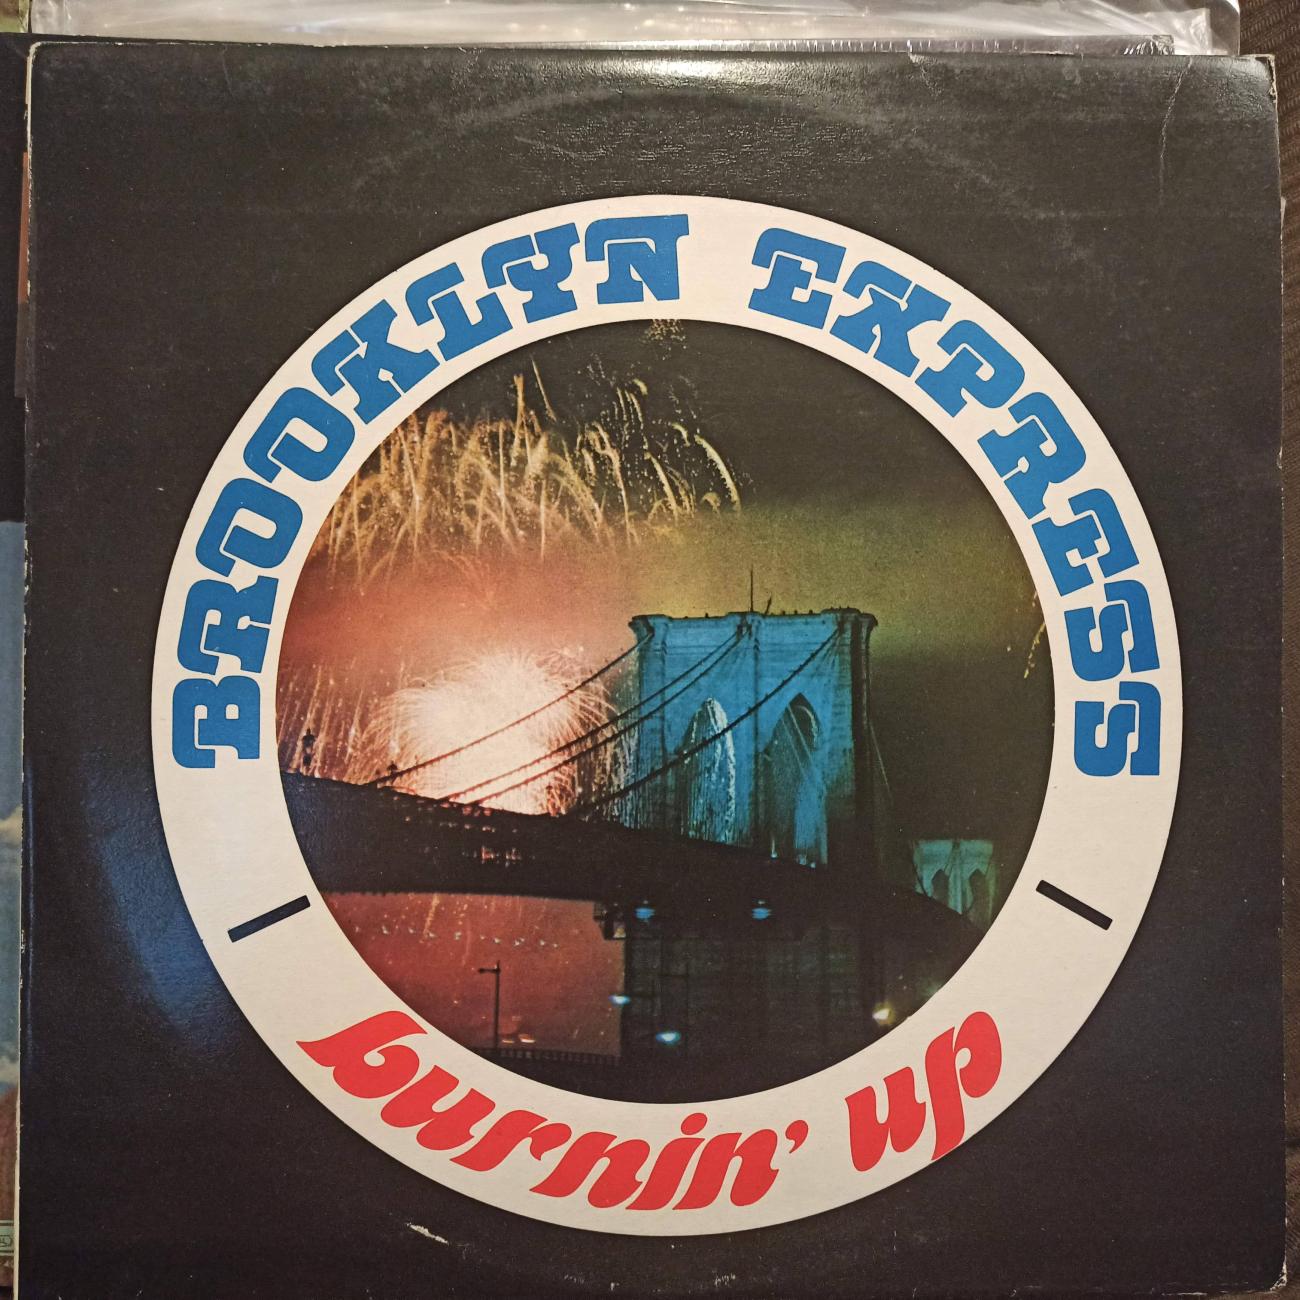 BROOKLYN EXPRESS
burnin' up